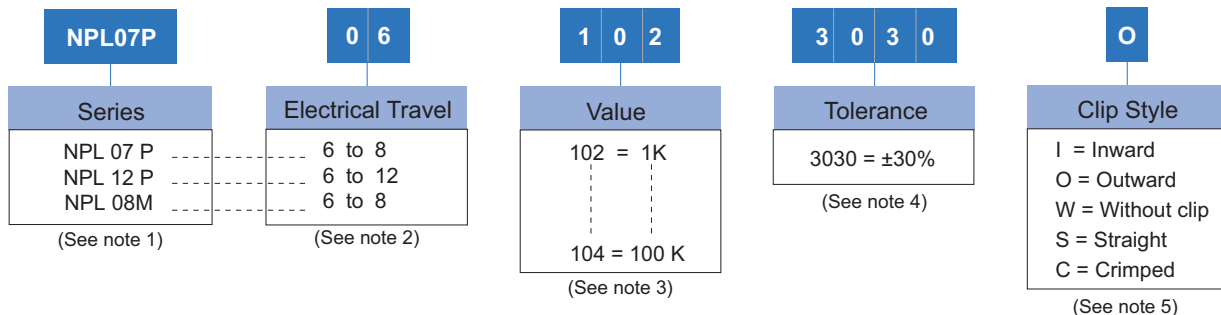 NPL07P 0 6 1 0 2 3 0 3 0 O
Series
NPL 07 P
NPL 12 P
NPL 08M
(See note 1)
Electrical Travel
6 to 8
6 to 12
6 to 8
(See note 2)
Value
102 = 1K
104 = 100 K
(See note 3)
Tolerance
3030 = ±30%
(See note 4)
Clip Style
I = Inward
O = Outward
W = Without clip
S = Straight
C = Crimped
(See note 5)